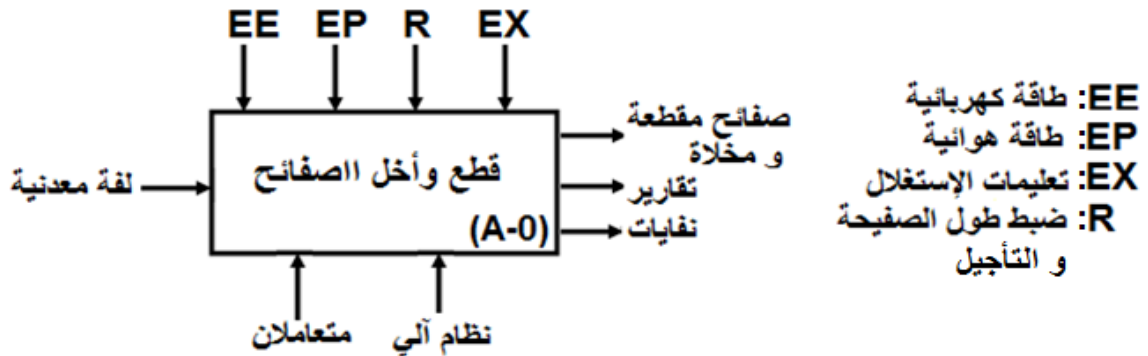 EE EP R EX
صفائح مقطعة
و مخلاة
قطع وأخل ااصفائح
لفة معدنية
تقارير
(A-0)
نفايات
متعاملان
نظام آلي
EE: طاقة كهربائية
EP: طاقة هوائية
EX: تعليمات الإستغلال
R: ضبط طول الصفيحة
و التأجيل